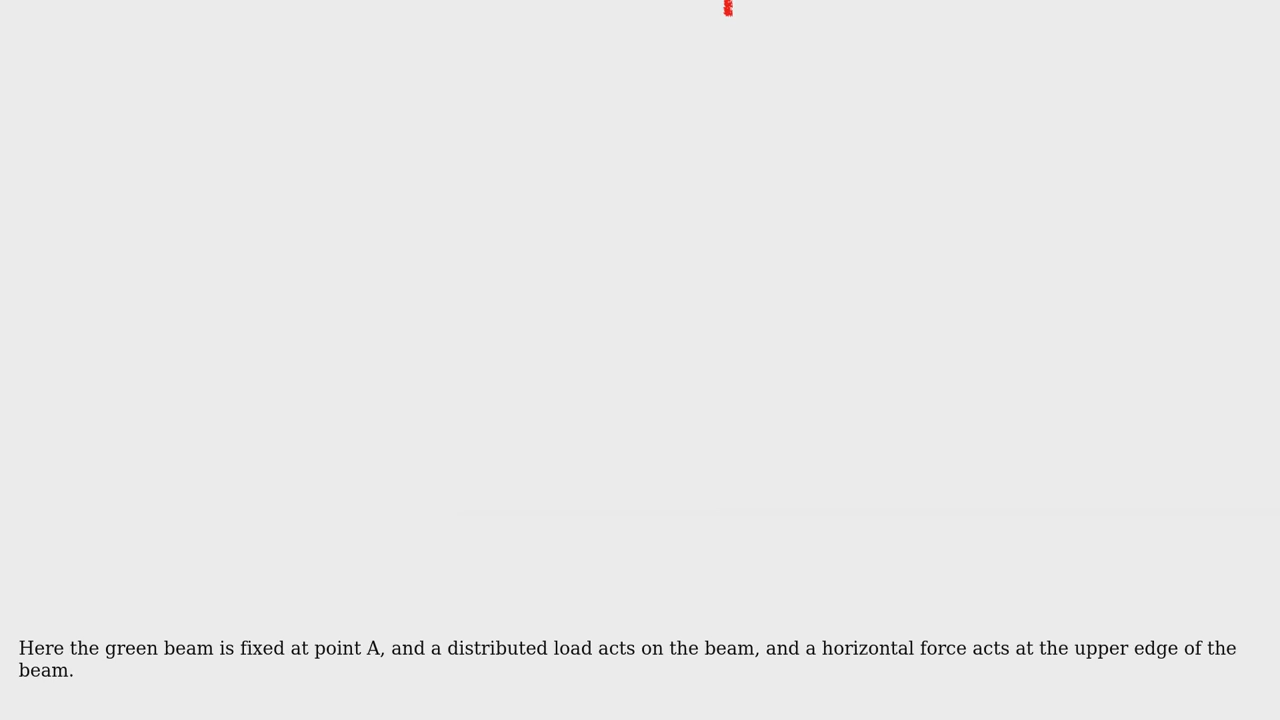 Here the green beam is fixed at point A, and a distributed load acts on the beam, and a horizontal force acts at the upper edge of the
beam.